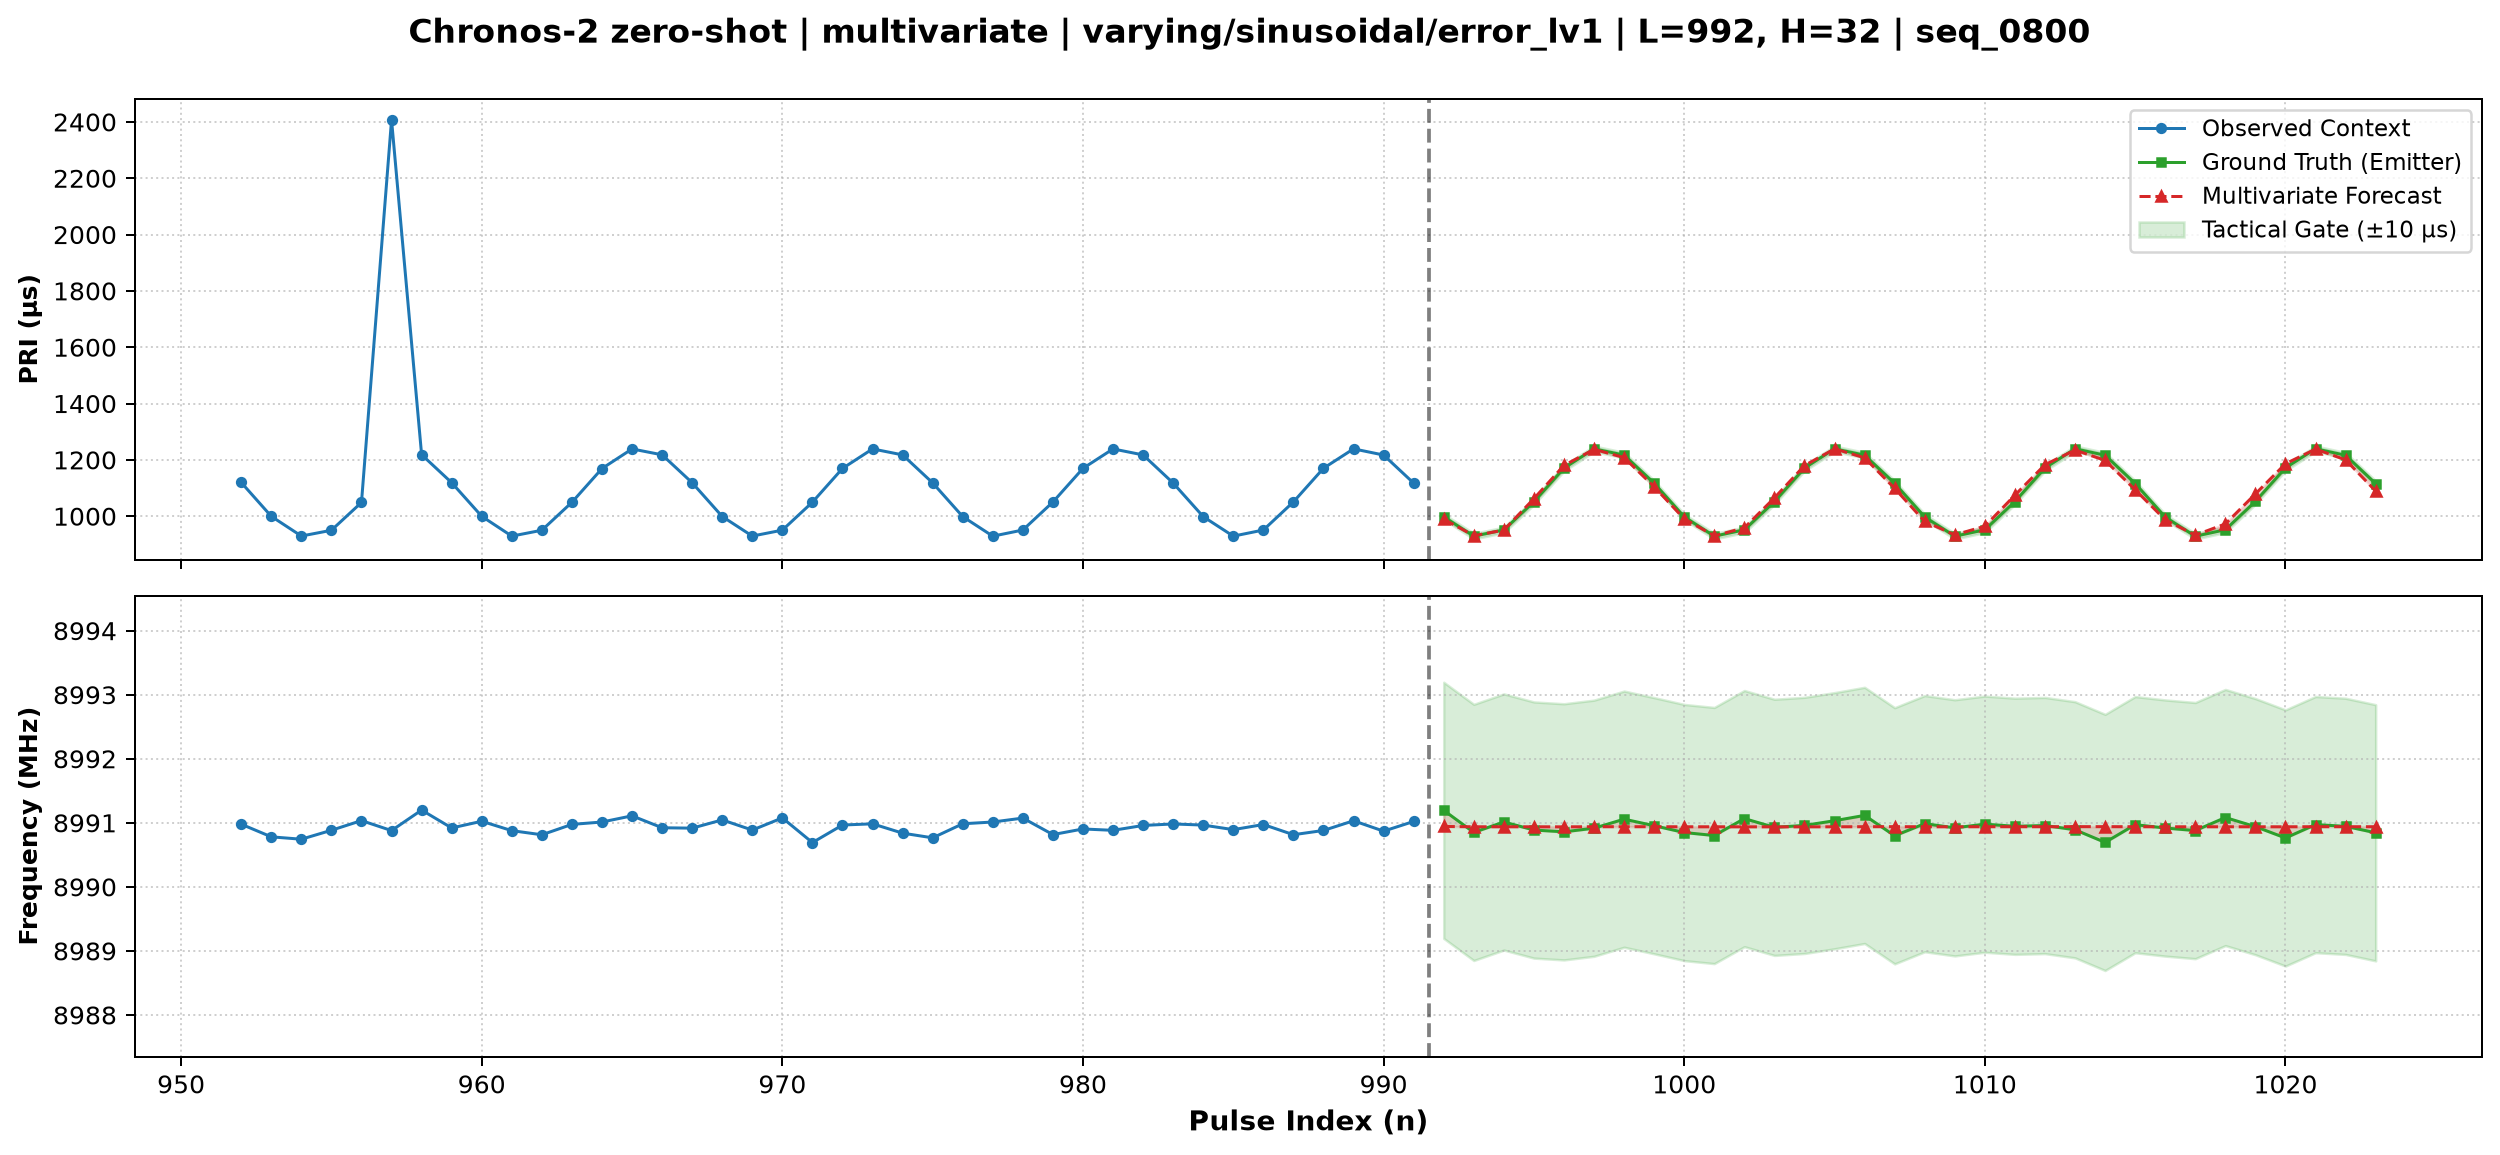 Chronos-2 zero-shot | multivariate | varying/sinusoidal/error_lv1 | L=992, H=32 | seq_0800
2400
2200
2000
1800
1600
1400
1200
1000
PRI (µs)
Observed Context
Ground Truth (Emitter)
Multivariate Forecast
Tactical Gate (±10 µs)
8994
8993
8992
8991
8990
8989
8988
Frequency (MHz)
950 960 970 980 990 1000 1010 1020
Pulse Index (n)